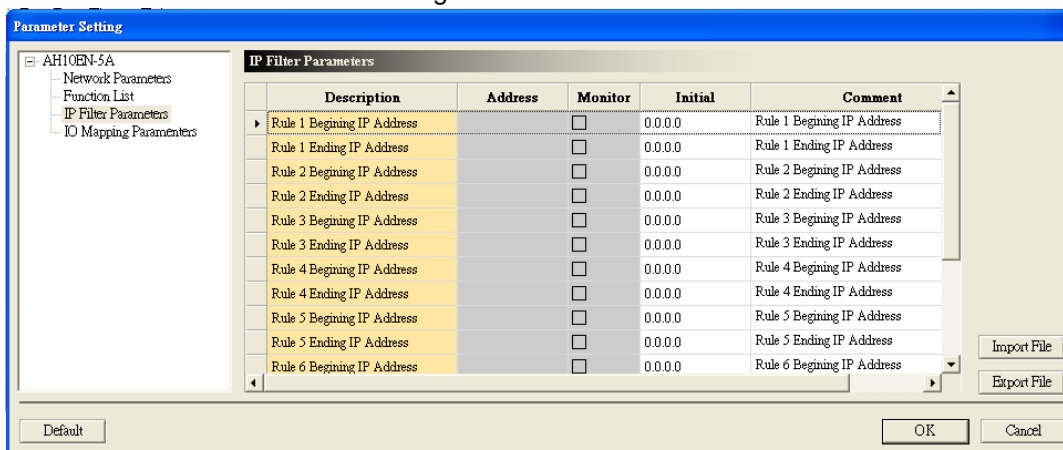 Parameter Setting
AH10EN-5A
Network Parameters
Function List
IP Filter Parameters
IO Mapping Paramenters
IP Filter Parameters
Description Address Monitor Initial Comment
Rule 1 Begining IP Address 0.0.0.0 Rule 1 Begining IP Address
Rule 1 Ending IP Address 0.0.0.0 Rule 1 Ending IP Address
Rule 2 Begining IP Address 0.0.0.0 Rule 2 Begining IP Address
Rule 2 Ending IP Address 0.0.0.0 Rule 2 Ending IP Address
Rule 3 Begining IP Address 0.0.0.0 Rule 3 Begining IP Address
Rule 3 Ending IP Address 0.0.0.0 Rule 3 Ending IP Address
Rule 4 Begining IP Address 0.0.0.0 Rule 4 Begining IP Address
Rule 4 Ending IP Address 0.0.0.0 Rule 4 Ending IP Address
Rule 5 Begining IP Address 0.0.0.0 Rule 5 Begining IP Address
Rule 5 Ending IP Address 0.0.0.0 Rule 5 Ending IP Address
Rule 6 Begining IP Address 0.0.0.0 Rule 6 Begining IP Address
Import File
Export File
Default OK Cancel